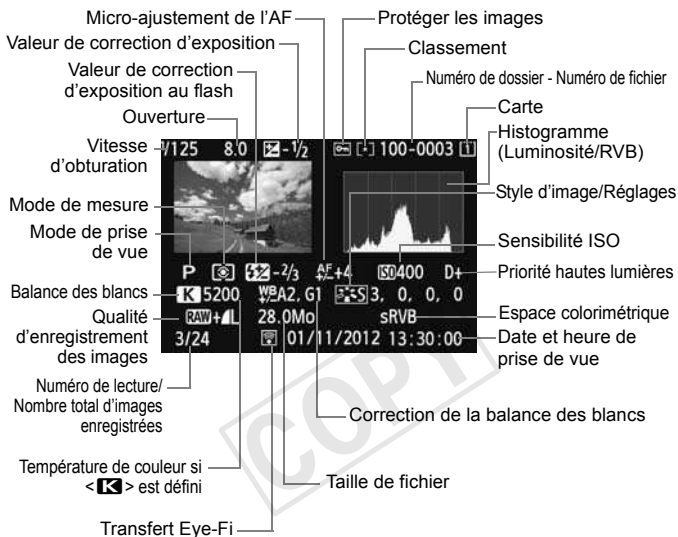 Micro-ajustement de l'AF
Protéger les images
Valeur de correction d'exposition
Classement
Valeur de correction
d'exposition au flash
Numéro de dossier - Numéro de fichier
Ouverture
Carte
Vitesse
d'obturation
Histogramme
(Luminosité/RVB)
/125 8.0 -1/2 100-0003 1
Mode de mesure
Style d'image/Réglages
Mode de prise
de vue
Sensibilité ISO
P -2/3 AF+4 ISO400 D+
Priorité hautes lumières
Balance des blancs
K 5200 WB A2, G1 S 3, 0, 0, 0
Qualité
d'enregistrement
des images
RAW+L 28.0Mo sRVB
Espace colorimétrique
3/24 01/11/2012 13:30:00
Date et heure de
prise de vue
Numéro de lecture/
Nombre total d'images
enregistrées
Correction de la balance des blancs
Température de couleur si
<K> est défini
Taille de fichier
Transfert Eye-Fi
COPY